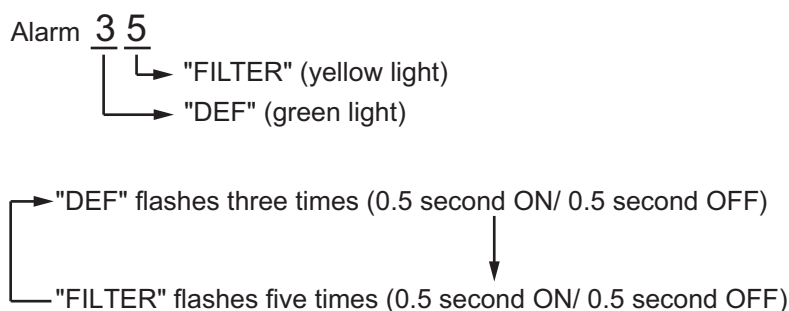 Alarm 3 5
"FILTER" (yellow light)
"DEF" (green light)
"DEF" flashes three times (0.5 second ON/ 0.5 second OFF)
"FILTER" flashes five times (0.5 second ON/ 0.5 second OFF)